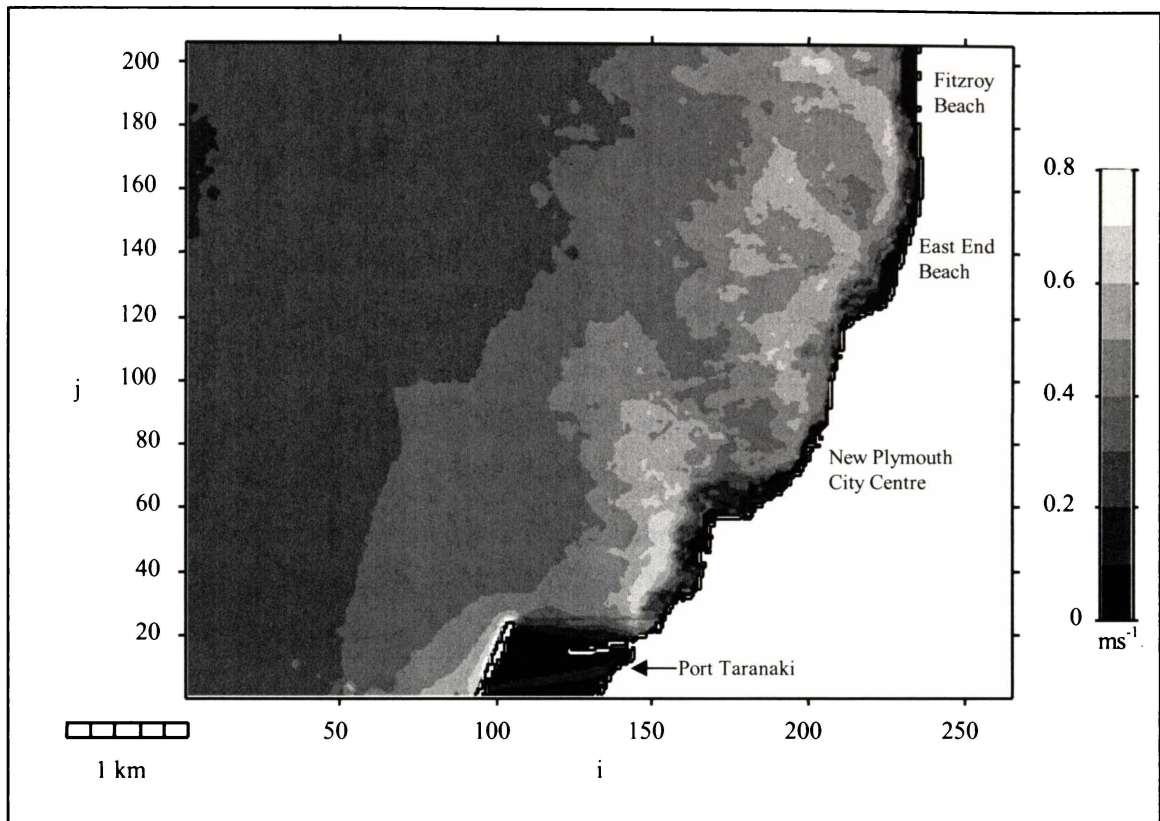 200
180
160
140
120
100
80
60
40
20
j
50
100
150
200
250
i
1 km
Fitzroy
Beach
East End
Beach
New Plymouth
City Centre
Port Taranaki
0.8
0.6
0.4
0.2
0
ms-1